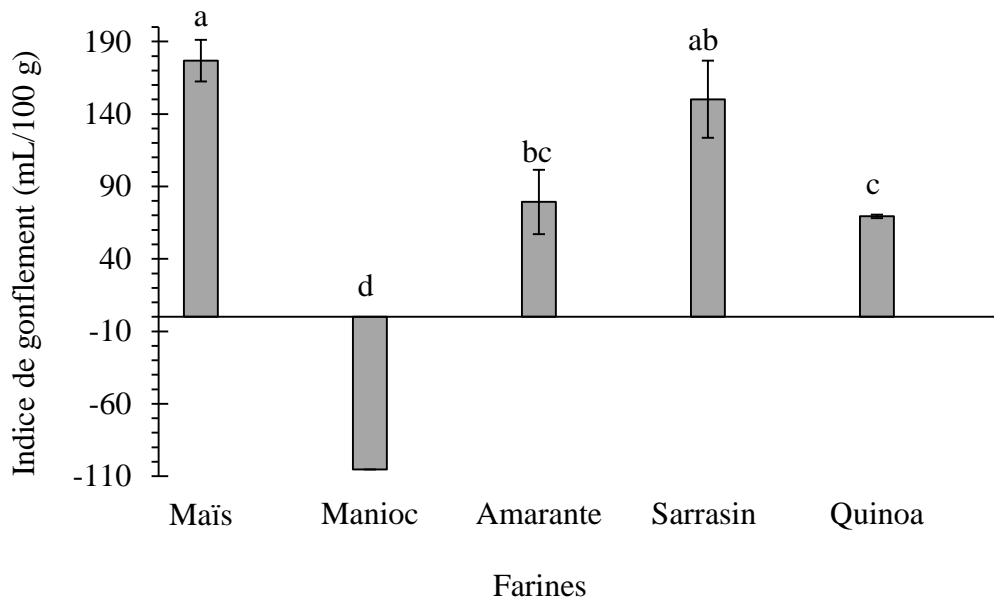 Indice de gonflement (mL/100 g)
190
140
90
40
-10
-60
-110
a
d
bc
ab
c
Maïs Manioc Amarante Sarrasin Quinoa
Farines